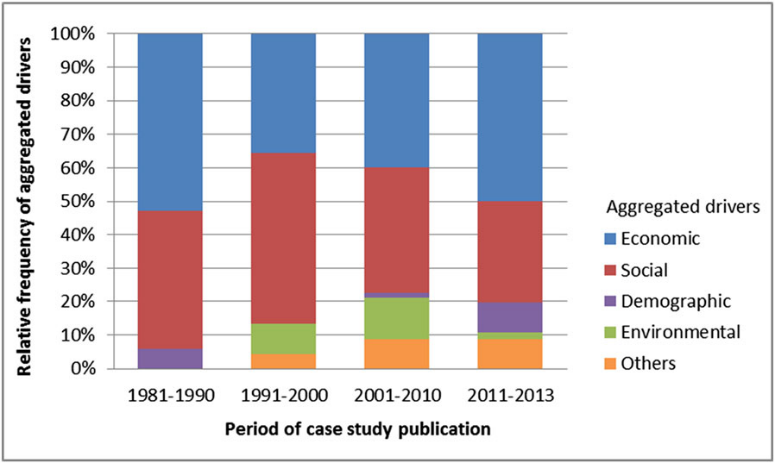 Relative frequency of aggregated drivers
100%
90%
80%
70%
60%
50%
40%
30%
20%
10%
0%
1981-1990 1991-2000 2001-2010 2011-2013
Period of case study publication
Aggregated drivers
Economic
Social
Demographic
Environmental
Others